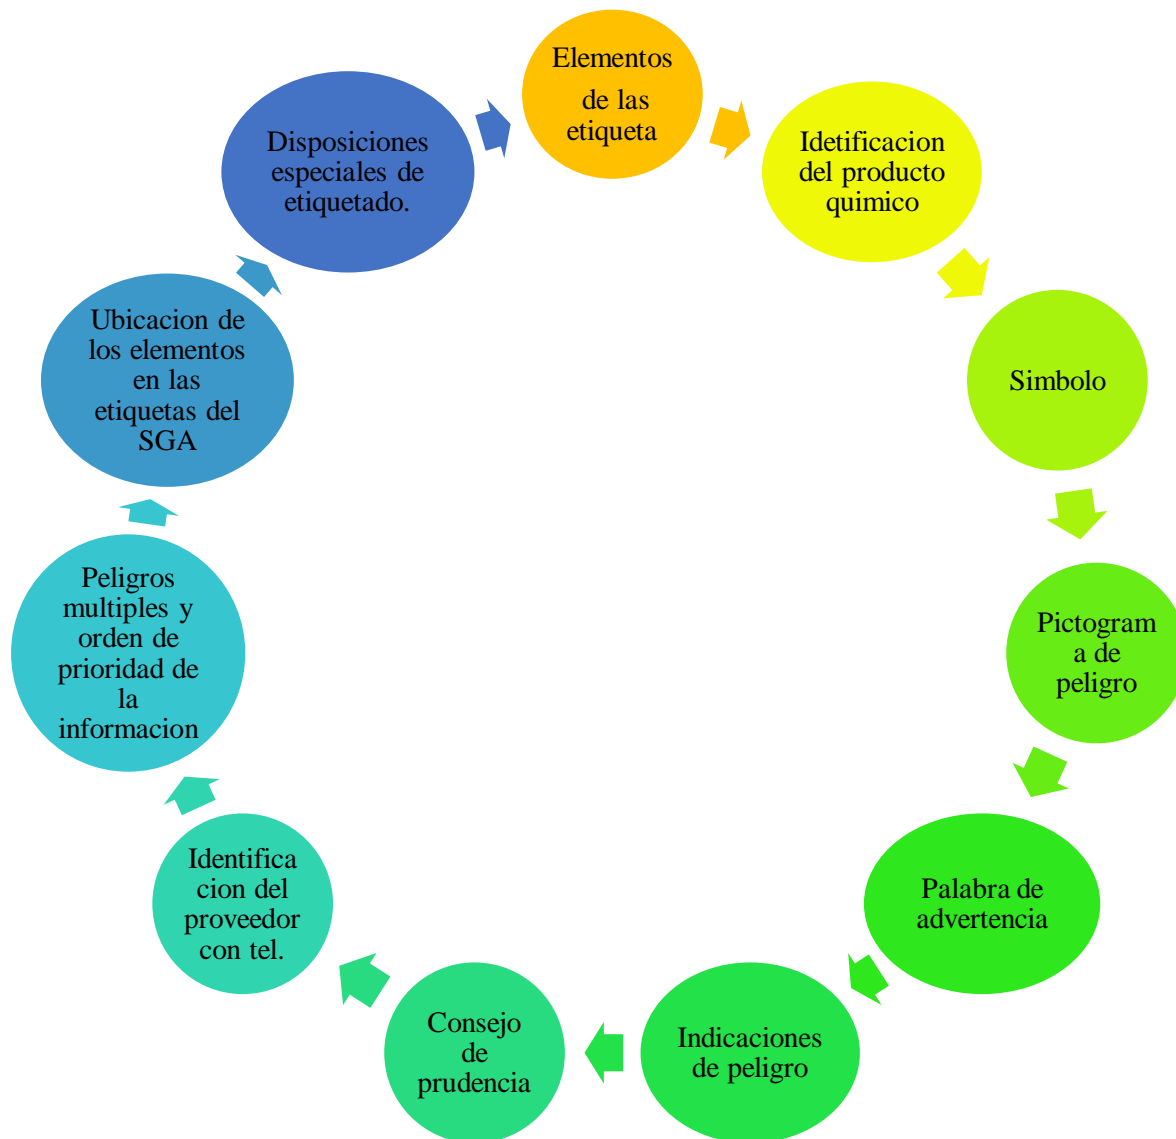 Elementos
de las
etiqueta
Idetificacion
del producto
quimico
Simbolo
Pictogram
a de
peligro
Palabra de
advertencia
Indicaciones
de peligro
Consejo
de
prudencia
Identifica
cion del
proveedor
con tel.
Peligros
multiples y
orden de
prioridad de
la
informacion
Ubicacion de
los elementos
en las
etiquetas del
SGA
Disposiciones
especiales de
etiquetado.